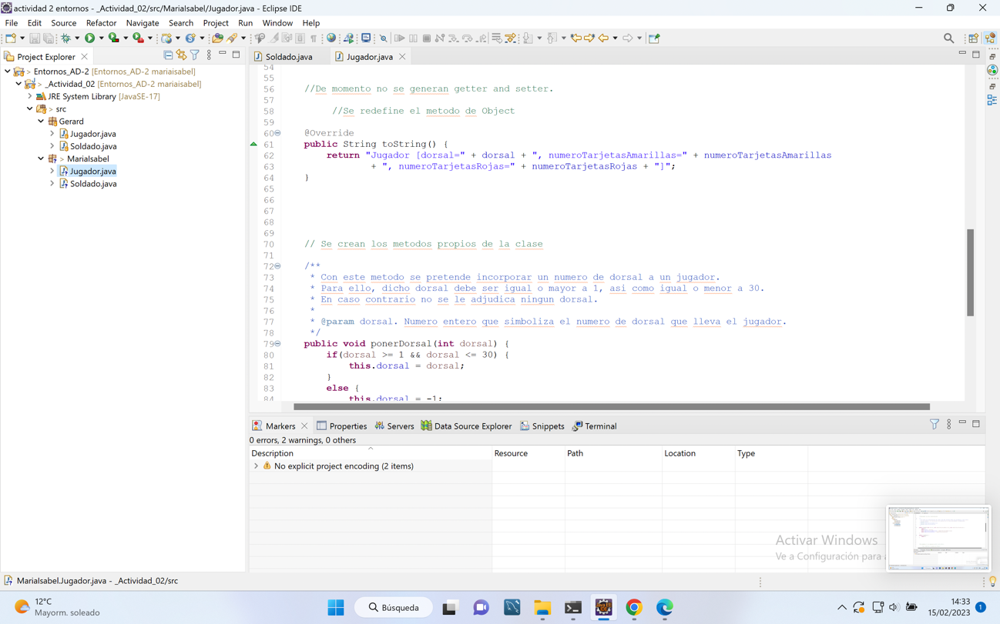 actividad 2 entornos - _Actividad_02/src/MariaIsabel/Jugador.java - Eclipse IDE
File Edit Source Refactor Navigate Search Project Run Window Help
Project Explorer
Entornos_AD-2 [Entornos_AD-2 mariaisabel]
_Actividad_02 [Entornos_AD-2 mariaisabel]
JRE System Library [JavaSE-17]
src
Gerard
Jugador.java
Soldado.java
MariaIsabel
Jugador.java
Soldado.java
Soldado.java Jugador.java
54
55
56 //De momento no se generan getter and setter.
57
58 //Se redefine el metodo de Object
59
60 @Override
61 public String toString() {
62 return "Jugador [dorsal=" + dorsal + ", numeroTarjetasAmarillas=" + numeroTarjetasAmarillas
63 + ", numeroTarjetasRojas=" + numeroTarjetasRojas + "]";
64 }
65
66
67
68
69
70 // Se crean los metodos propios de la clase
71
72 /**
73 * Con este metodo se pretende incorporar un numero de dorsal a un jugador.
74 * Para ello, dicho dorsal debe ser igual o mayor a 1, asi como igual o menor a 30.
75 * En caso contrario no se le adjudica ningun dorsal.
76 *
77 * @param dorsal. Numero entero que simboliza el numero de dorsal que lleva el jugador.
78 */
79 public void ponerDorsal(int dorsal) {
80 if(dorsal >= 1 && dorsal <= 30) {
81 this.dorsal = dorsal;
82 }
83 else {
84 this.dorsal = -1;
Markers Properties Servers Data Source Explorer Snippets Terminal
0 errors, 2 warnings, 0 others
Description Resource Path Location Type
No explicit project encoding (2 items)
Activar Windows
Ve a Configuración para
MariaIsabel.Jugador.java - _Actividad_02/src
12°C
Mayorm. soleado
Búsqueda
14:33
15/02/2023
1